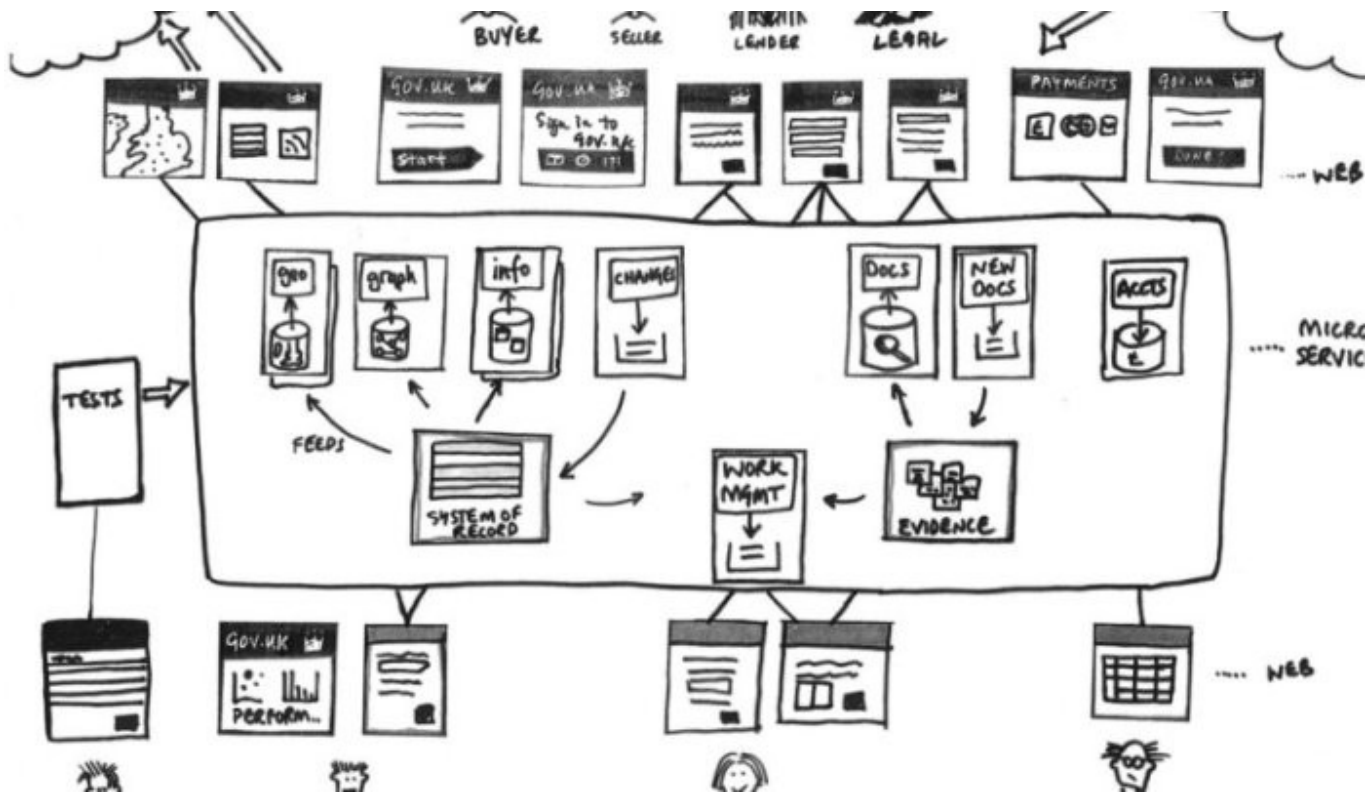 BUYER
SELLER
LENDER
LEGAL
GOV.UK
Start
GOV.UK
Sign in to
GOV.UK
PAYMENTS
£
GOV.UK
DONE!
..... WEB
geo
graph
info
CHANGES
DOCS
NEW
DOCS
ACCTS
£
..... MICRO
SERVIC
TESTS
FEEDS
SYSTEM OF
RECORD
WORK
MGMT
EVIDENCE
GOV.UK
PERFORM..
..... WEB